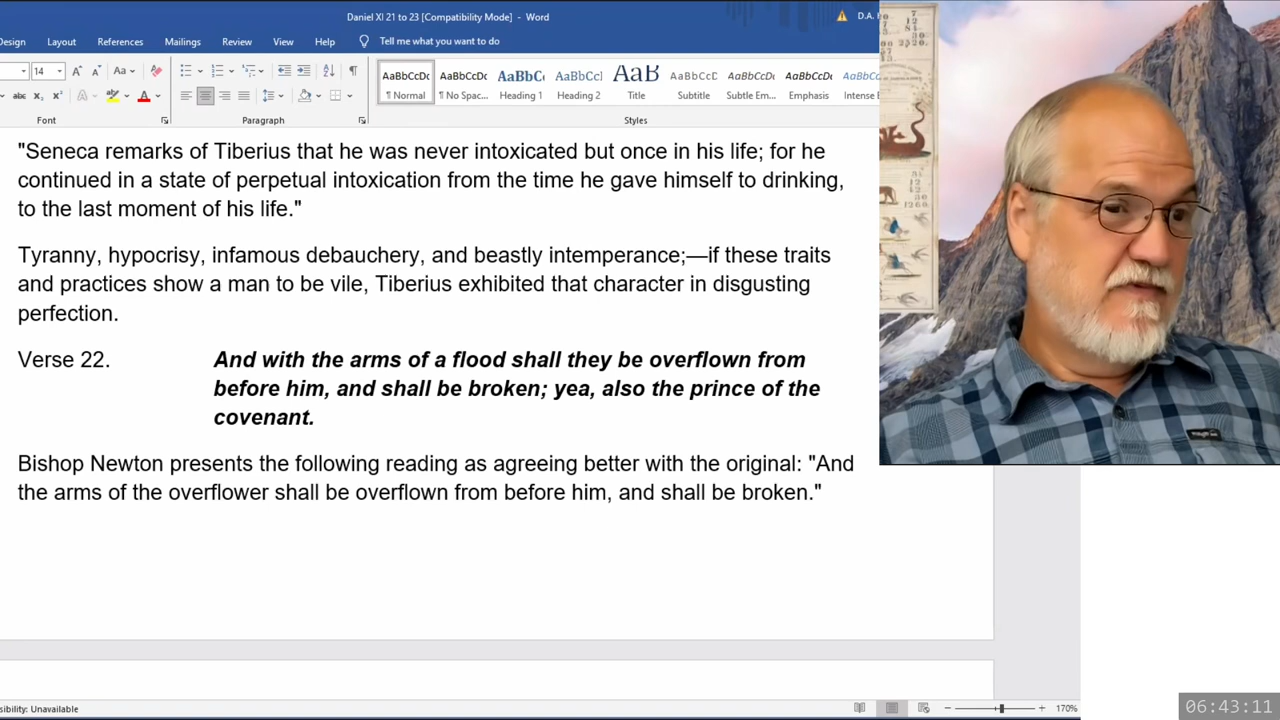 Daniel XI 21 to 23 [Compatibility Mode] - Word
D.A.
Design Layout References Mailings Review View Help Tell me what you want to do
14
Aa
abc x₂ x² A A
AaBbCcDc AaBbCcDc AaBbC AaBbCcI AaB AaBbCcD AaBbCcDc AaBbCcDc AaBbCcDc
¶ Normal ¶ No Spac... Heading 1 Heading 2 Title Subtitle Subtle Em... Emphasis Intense
Font Paragraph Styles
"Seneca remarks of Tiberius that he was never intoxicated but once in his life; for he
continued in a state of perpetual intoxication from the time he gave himself to drinking,
to the last moment of his life."
Tyranny, hypocrisy, infamous debauchery, and beastly intemperance;—if these traits
and practices show a man to be vile, Tiberius exhibited that character in disgusting
perfection.
Verse 22. And with the arms of a flood shall they be overflown from
before him, and shall be broken; yea, also the prince of the
covenant.
Bishop Newton presents the following reading as agreeing better with the original: "And
the arms of the overflower shall be overflown from before him, and shall be broken."
sibility: Unavailable
170%
06:43:11